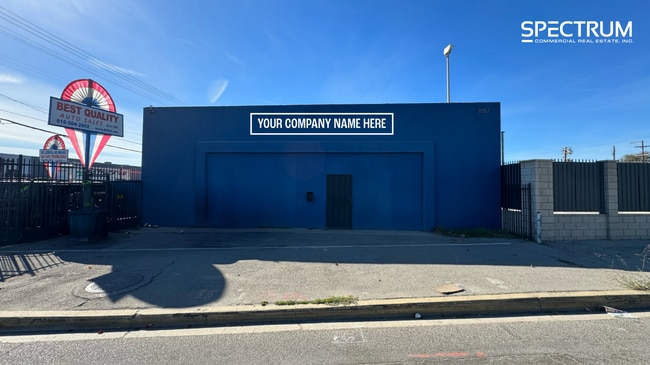 SPECTRUM
COMMERCIAL REAL ESTATE, INC.
YOUR COMPANY NAME HERE
BEST QUALITY
AUTO SALES